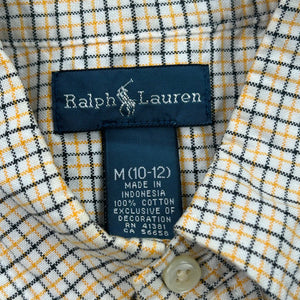 Ralph Lauren
M (10-12)
MADE IN
INDONESIA
100% COTTON
EXCLUSIVE OF
DECORATION
RN 41381
CA 56658